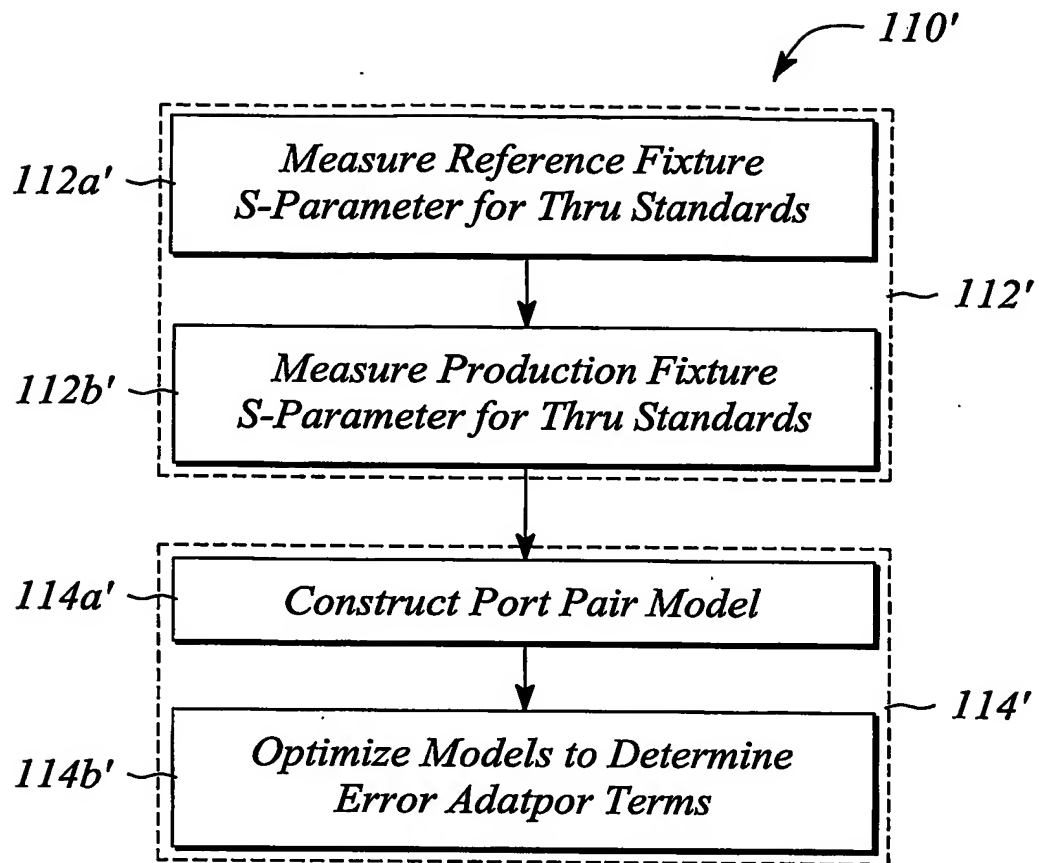 110'
112a'
Measure Reference Fixture
S-Parameter for Thru Standards
112'
112b'
Measure Production Fixture
S-Parameter for Thru Standards
114a'
Construct Port Pair Model
114'
114b'
Optimize Models to Determine
Error Adatpor Terms